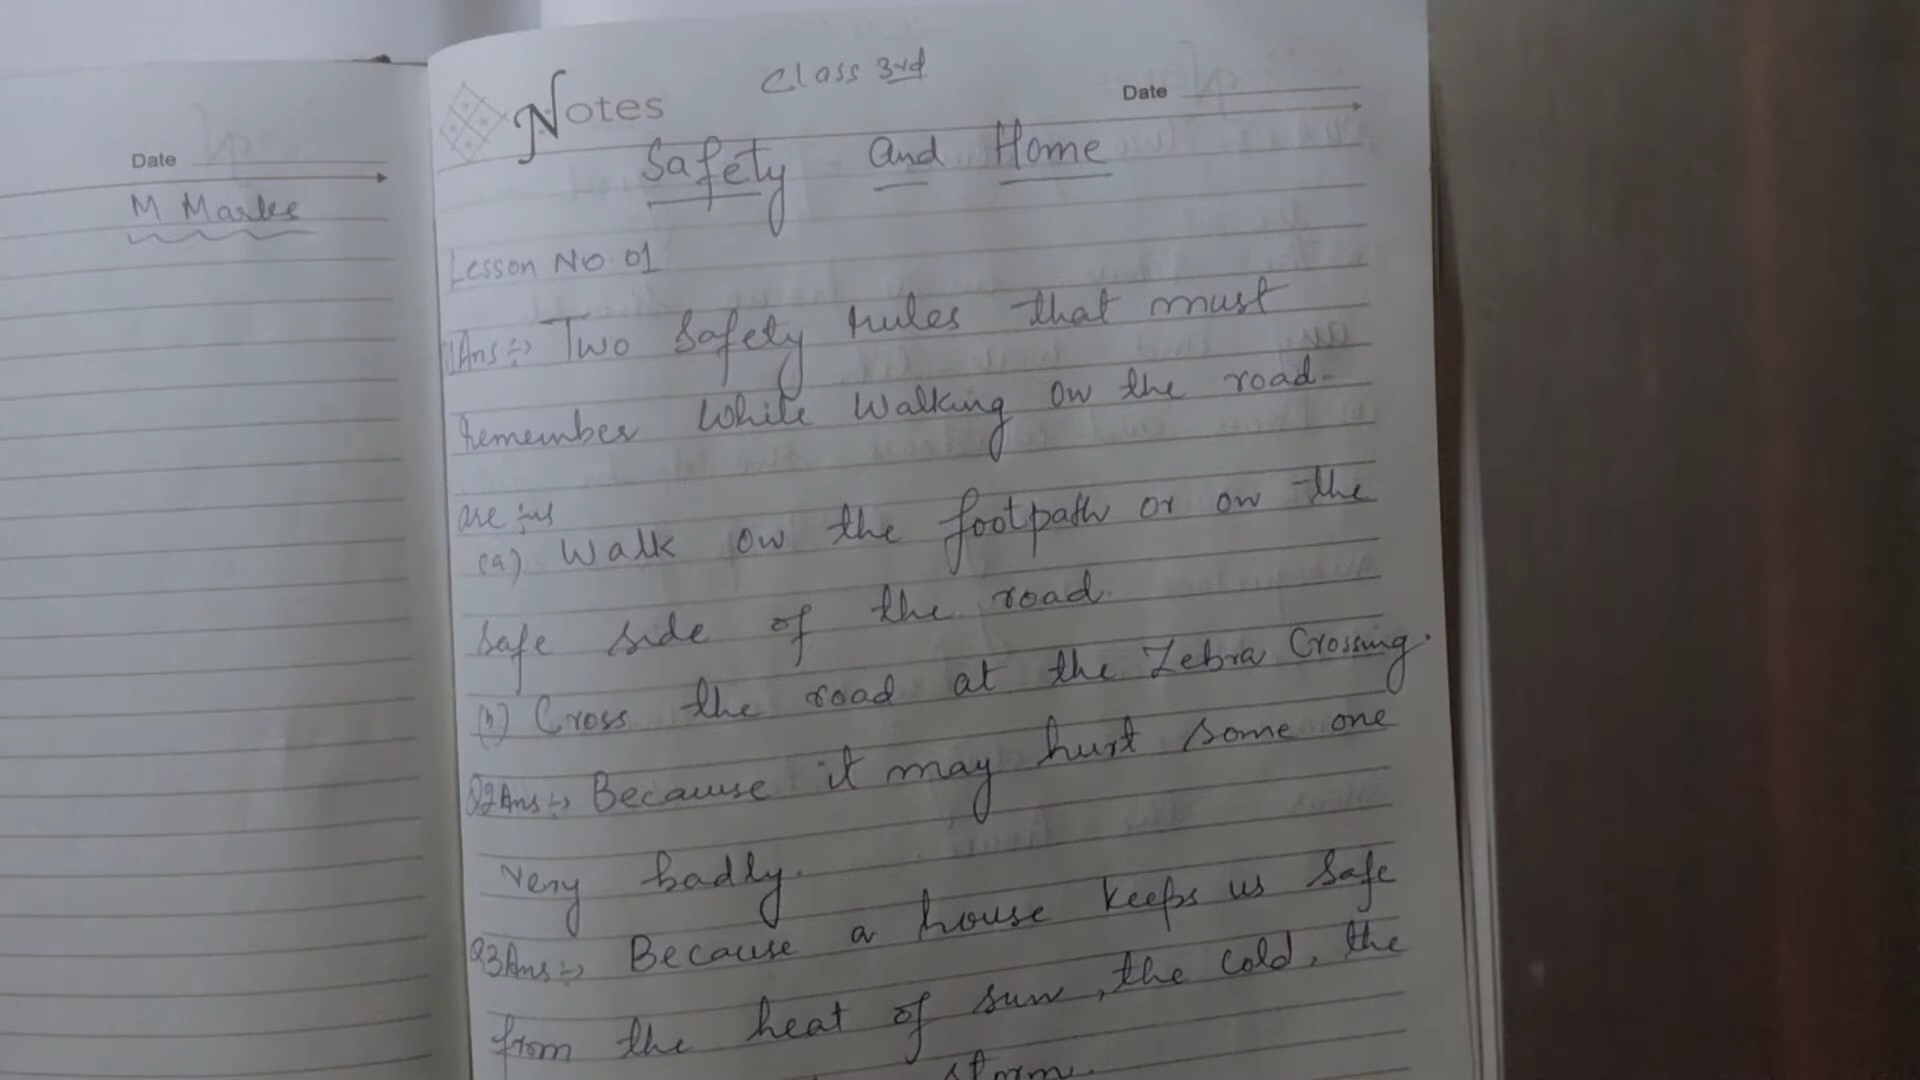 Date
M Marks
Notes
Class 3rd
Date
Safety and Home
Lesson No. 01
Ans :-> Two Safety rules that must
remember While Walking on the road-
are :-
(a) Walk on the footpath or on the
safe side of the road.
(b) Cross the road at the Zebra Crossing.
Q2Ans :-> Because it may hurt some one
very badly.
Q3Ans :-> Because a house keeps us safe
from the heat of sun, the cold, the
storm.